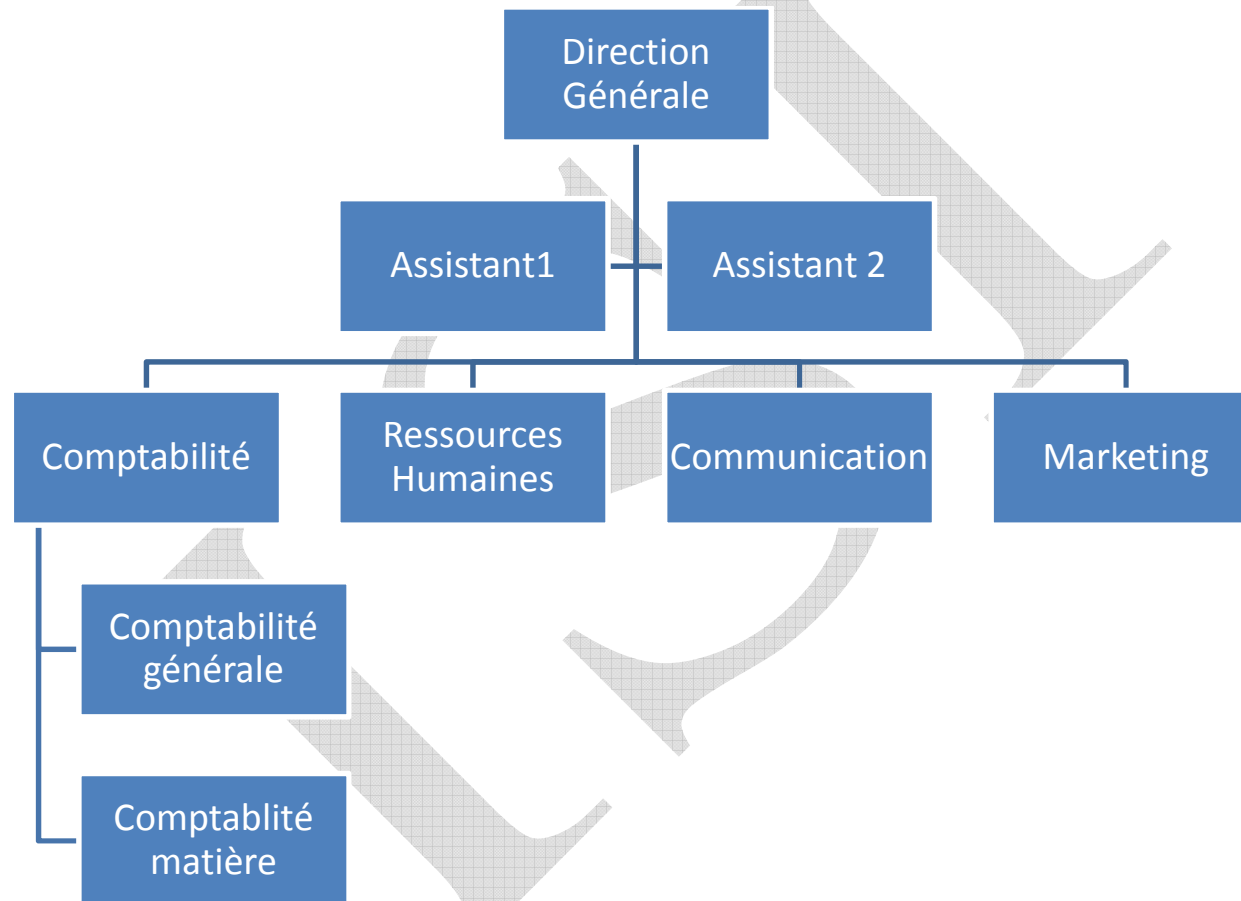 Direction
Générale
Assistant1
Assistant 2
Comptabilité
Ressources
Humaines
Communication
Marketing
Comptabilité
générale
Comptablité
matière